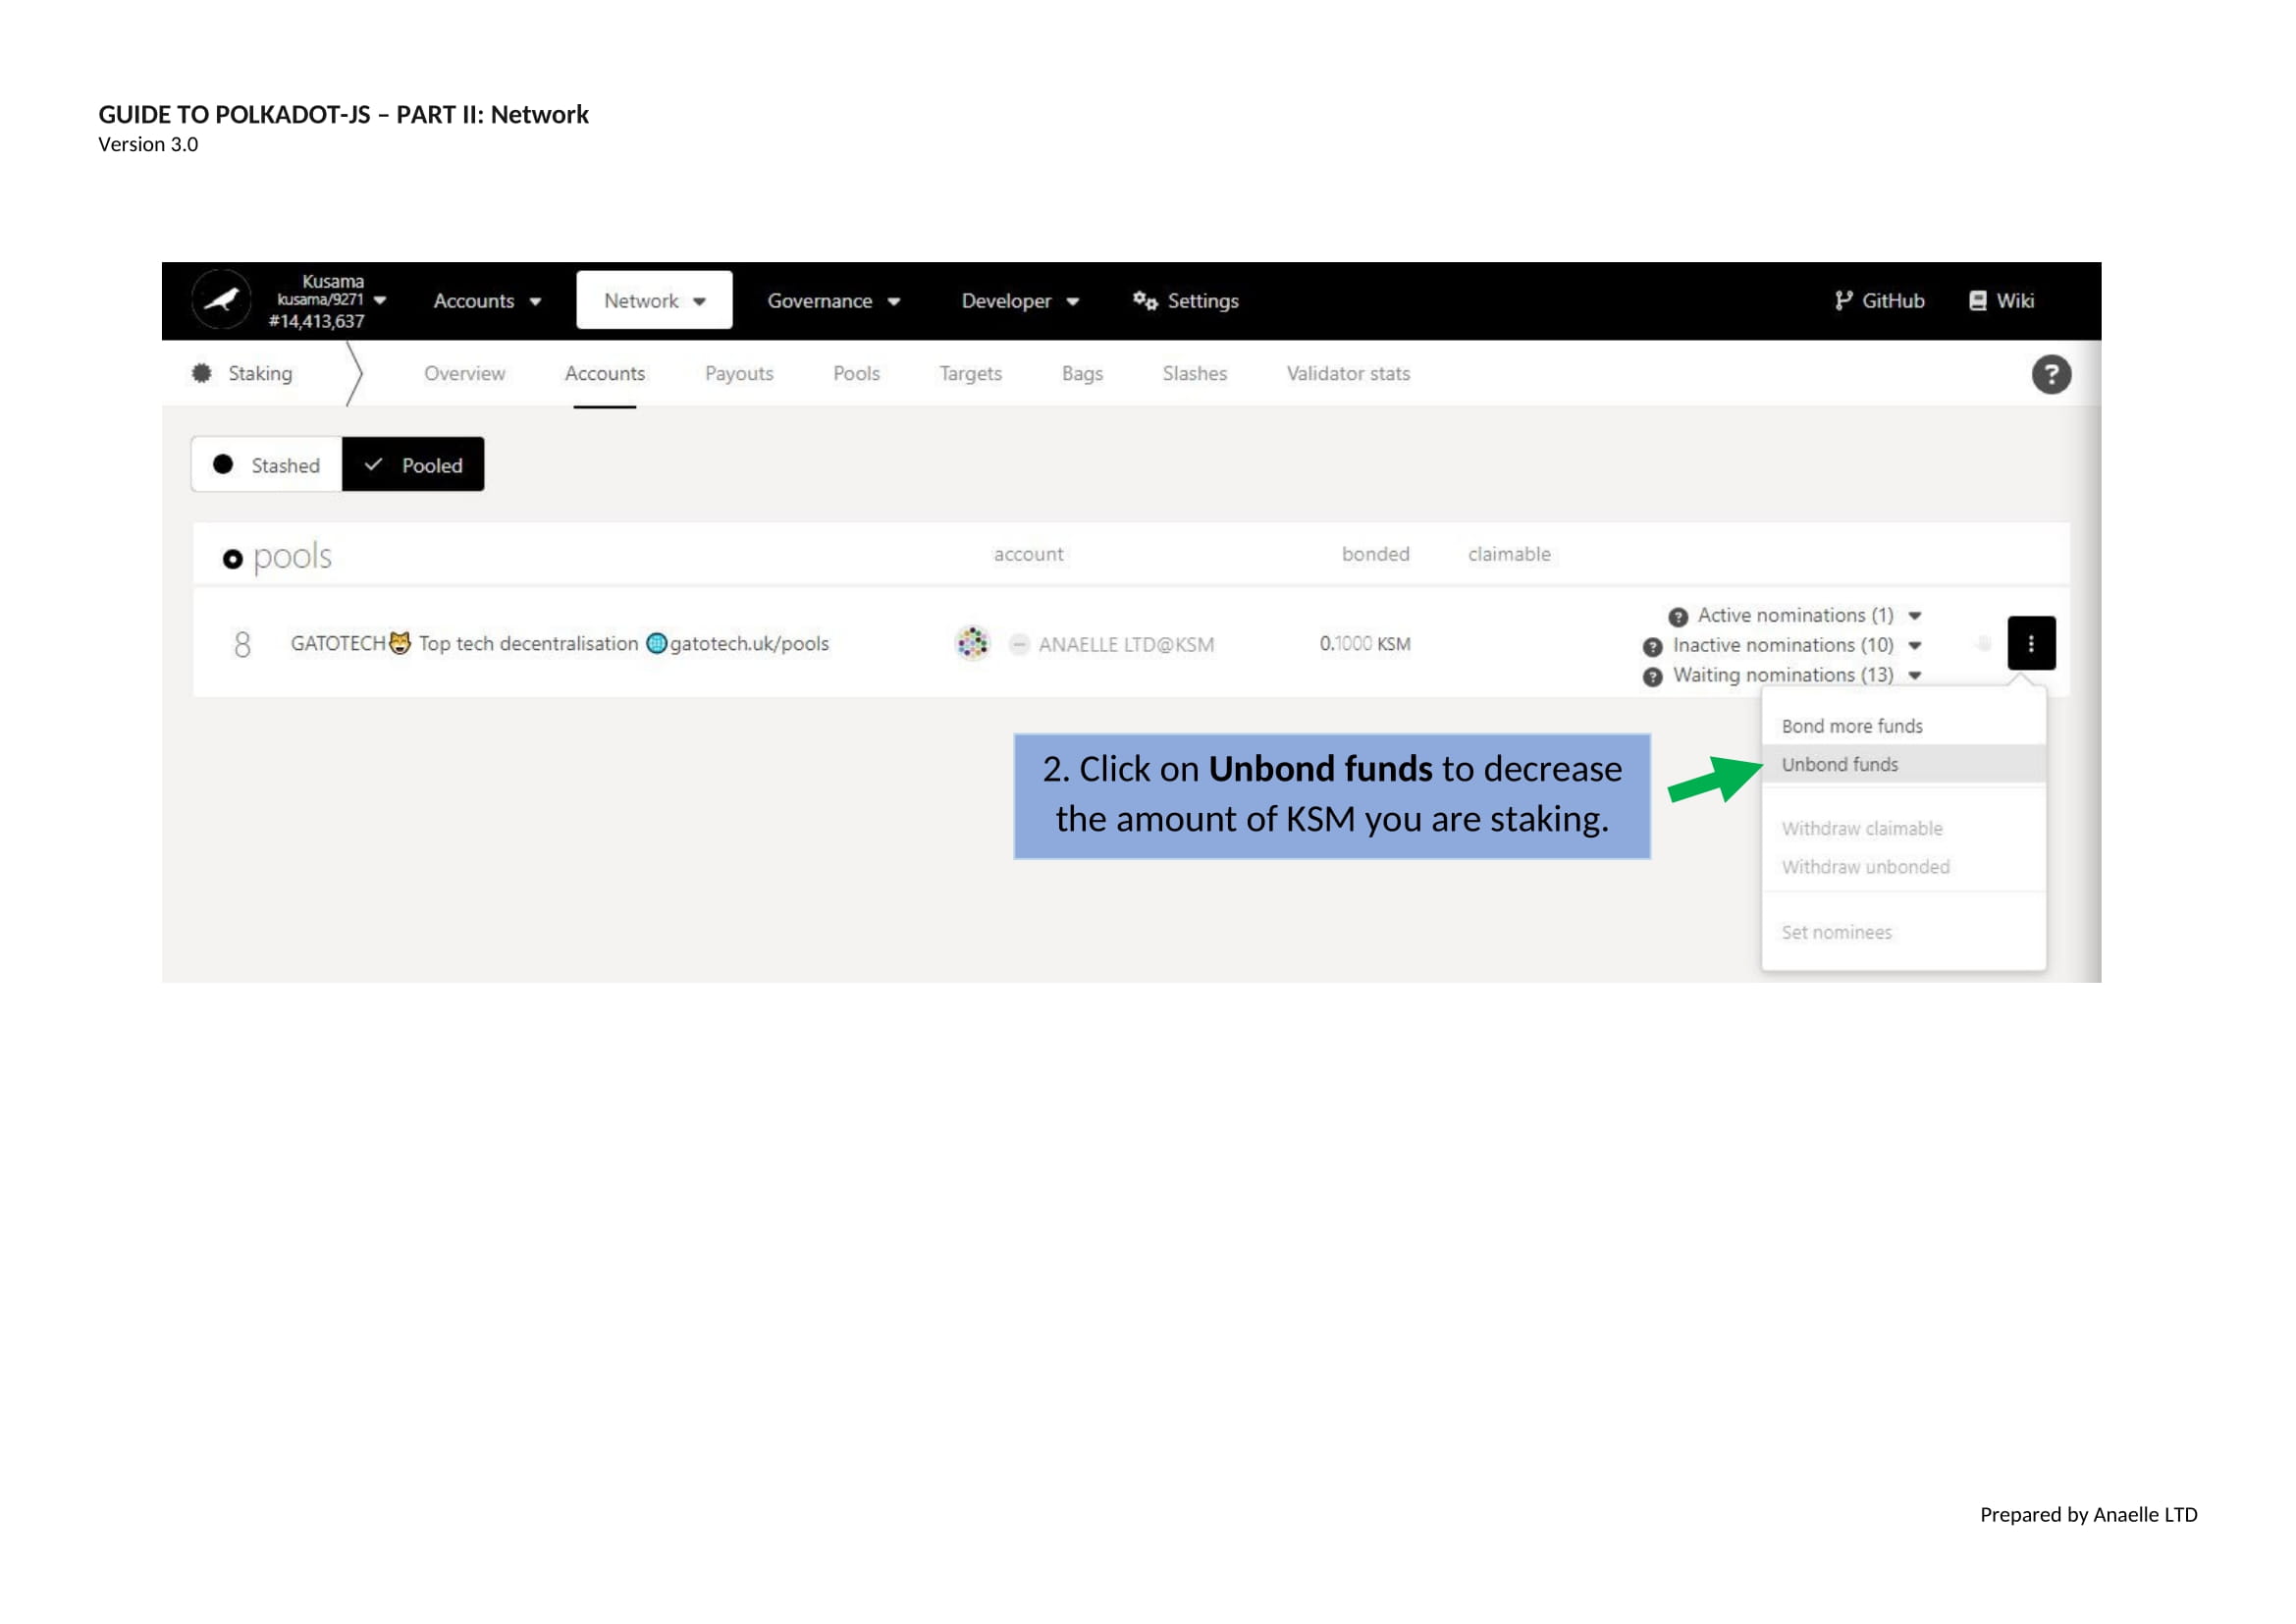 GUIDE TO POLKADOT-JS – PART II: Network
Version 3.0
Kusama
kusama/9271
#14,413,637
Accounts
Network
Governance
Developer
Settings
GitHub
Wiki
Staking
Overview
Accounts
Payouts
Pools
Targets
Bags
Slashes
Validator stats
?
Stashed
Pooled
pools
account
bonded
claimable
8
GATOTECH😸 Top tech decentralisation 🌐gatotech.uk/pools
ANAELLE LTD@KSM
0.1000 KSM
? Active nominations (1)
? Inactive nominations (10)
? Waiting nominations (13)
Bond more funds
Unbond funds
Withdraw claimable
Withdraw unbonded
Set nominees
2. Click on Unbond funds to decrease
the amount of KSM you are staking.
Prepared by Anaelle LTD